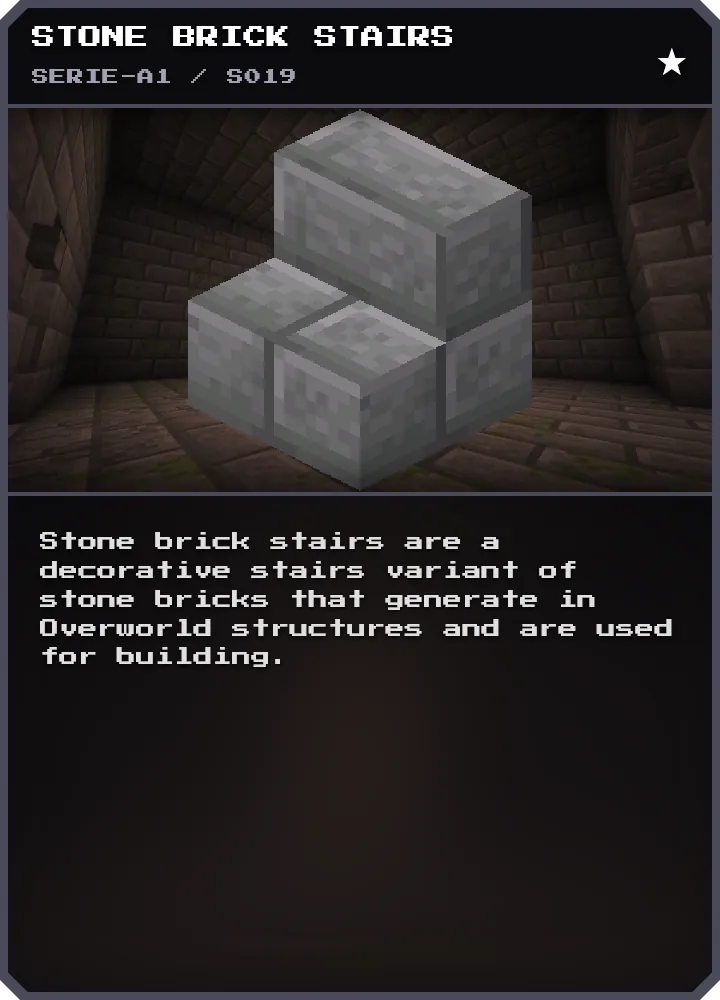 STONE BRICK STAIRS
SERIE-A1 / S019
Stone brick stairs are a
decorative stairs variant of
stone bricks that generate in
Overworld structures and are used
for building.